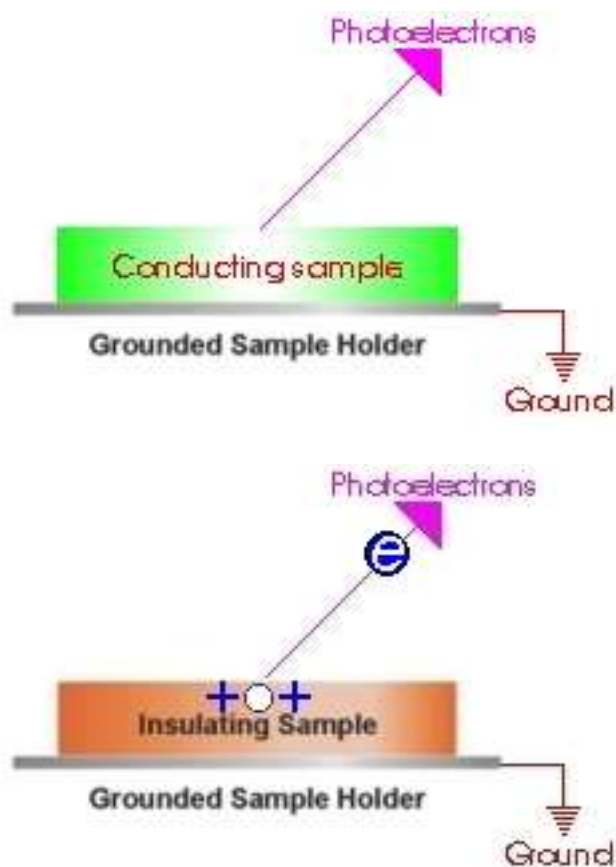 Photoelectrons
Conducting sample
Grounded Sample Holder
Ground
Photoelectrons
e
+ +
Insulating Sample
Grounded Sample Holder
Ground